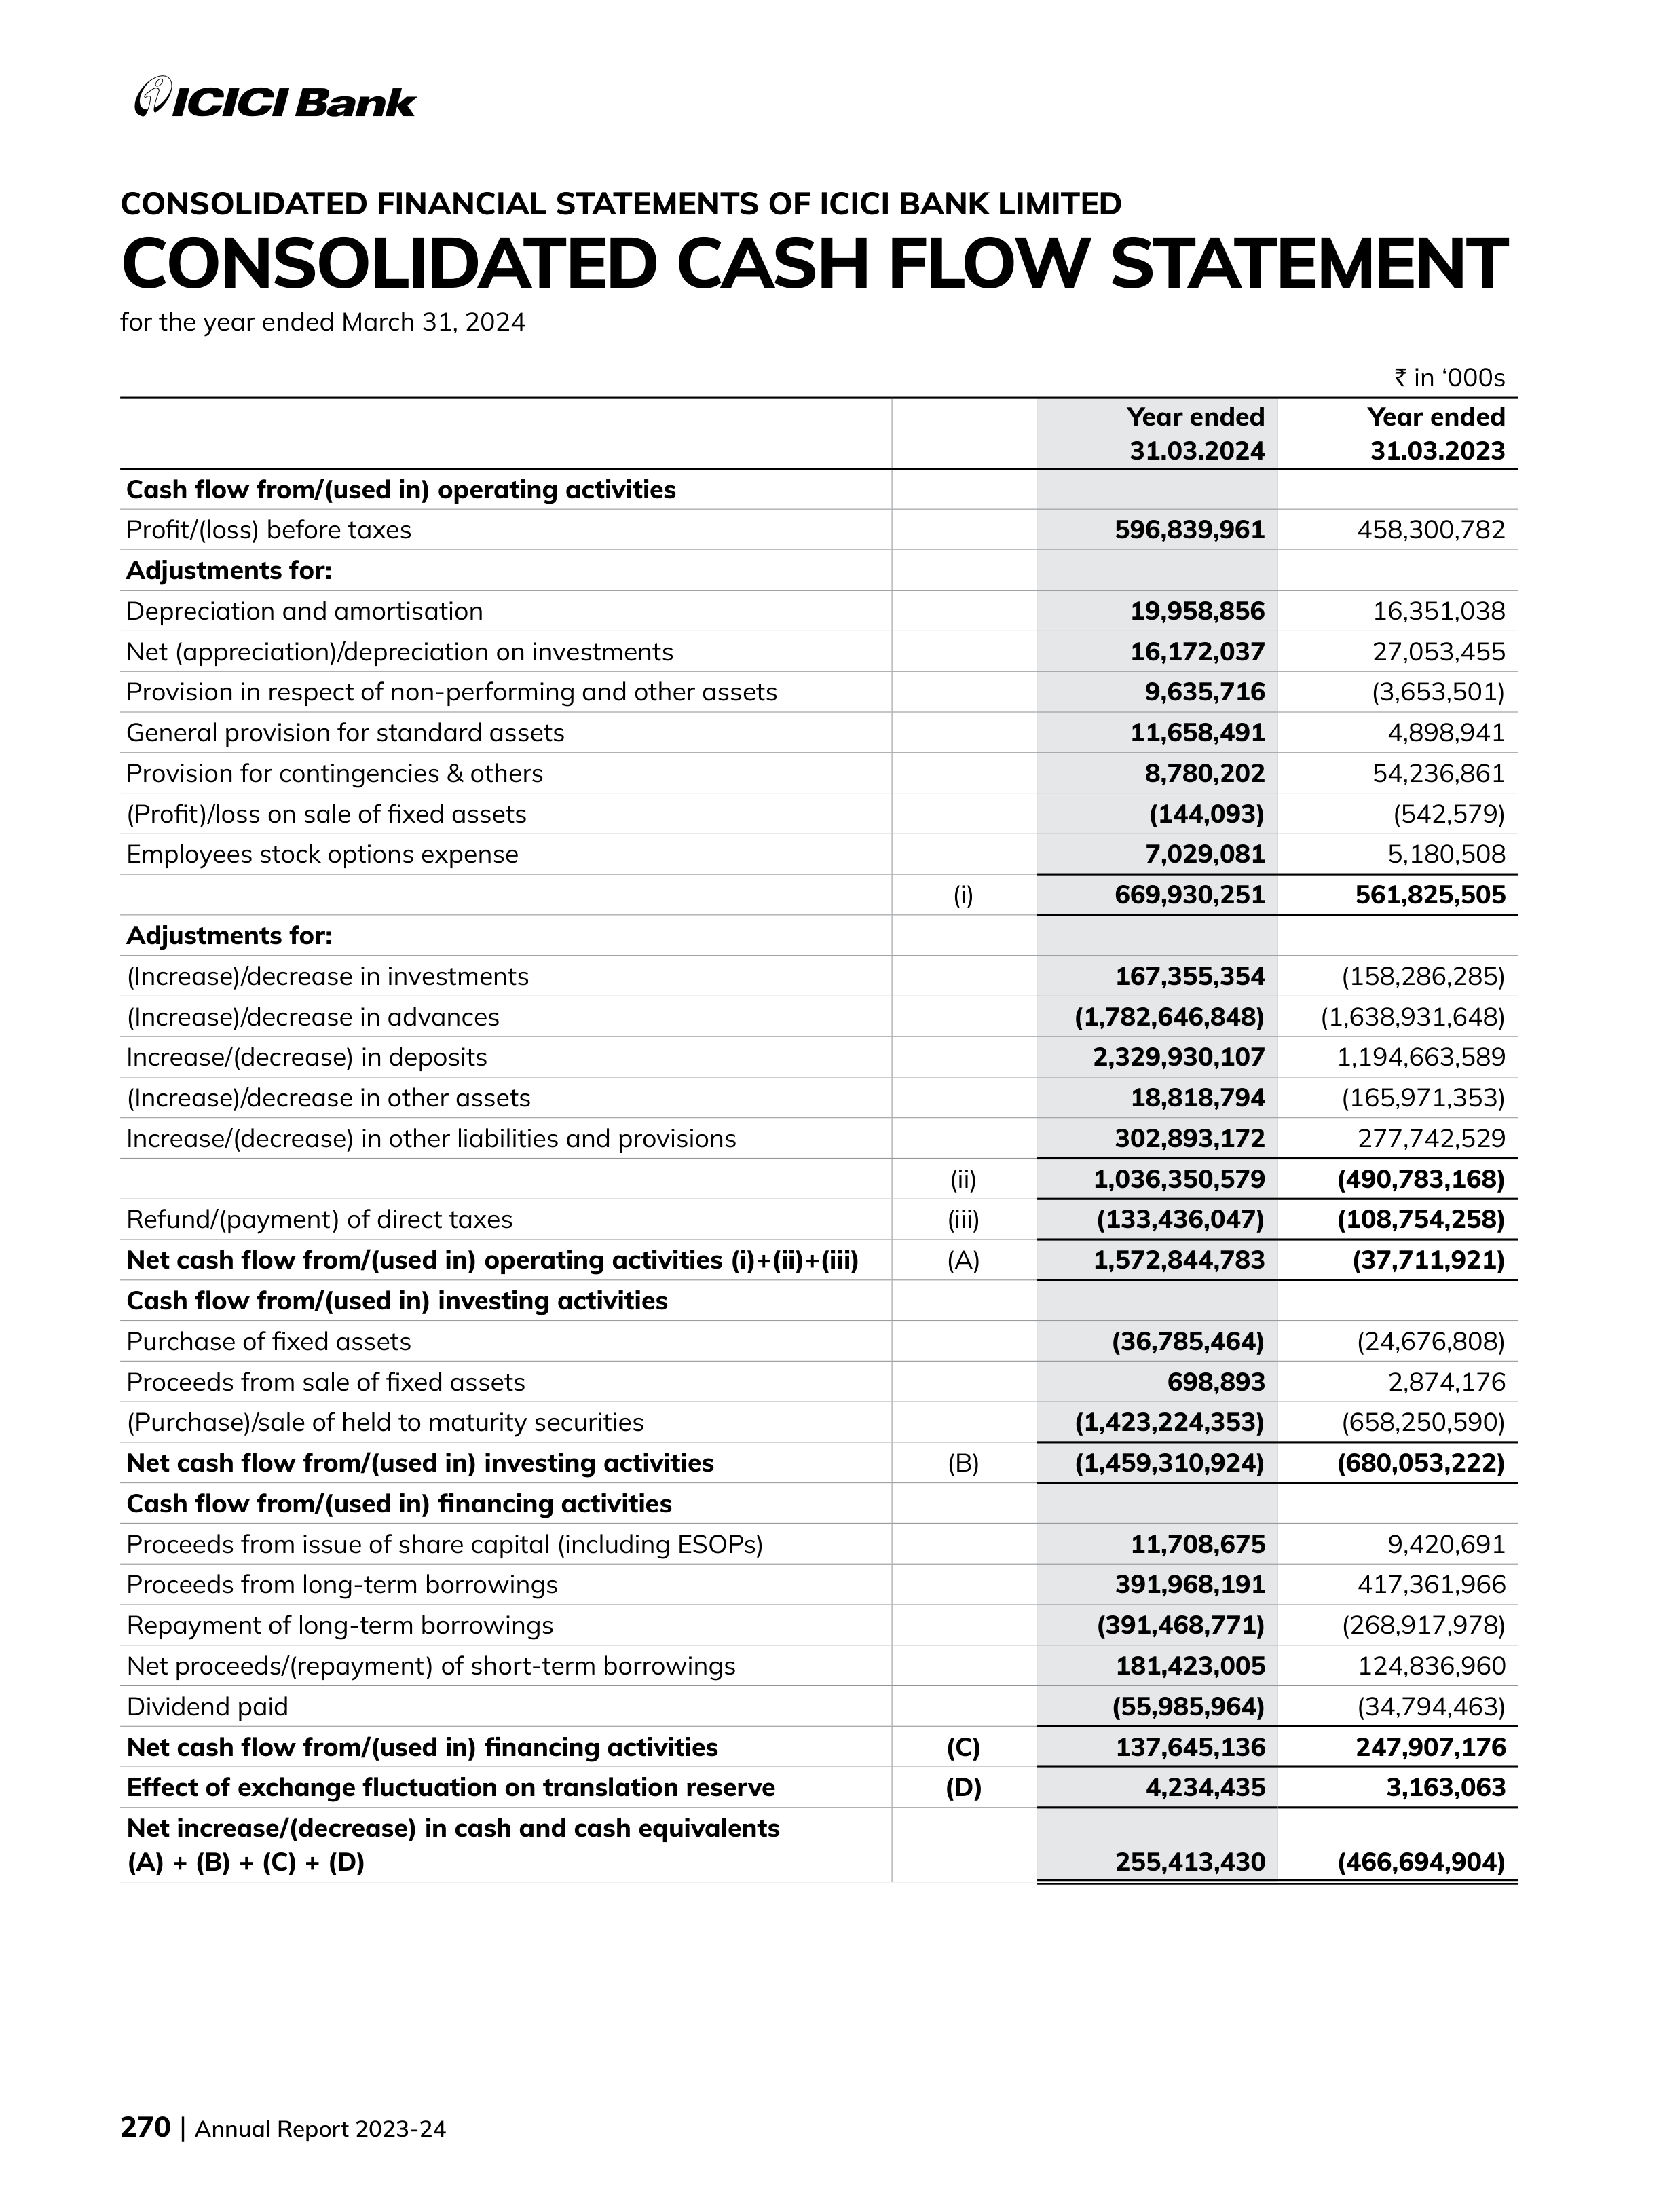 ICICI Bank
CONSOLIDATED FINANCIAL STATEMENTS OF ICICI BANK LIMITED
CONSOLIDATED CASH FLOW STATEMENT
for the year ended March 31, 2024
₹ in ‘000s
Year ended 31.03.2024 Year ended 31.03.2023
Cash flow from/(used in) operating activities
Profit/(loss) before taxes 596,839,961 458,300,782
Adjustments for:
Depreciation and amortisation 19,958,856 16,351,038
Net (appreciation)/depreciation on investments 16,172,037 27,053,455
Provision in respect of non-performing and other assets 9,635,716 (3,653,501)
General provision for standard assets 11,658,491 4,898,941
Provision for contingencies & others 8,780,202 54,236,861
(Profit)/loss on sale of fixed assets (144,093) (542,579)
Employees stock options expense 7,029,081 5,180,508
(i) 669,930,251 561,825,505
Adjustments for:
(Increase)/decrease in investments 167,355,354 (158,286,285)
(Increase)/decrease in advances (1,782,646,848) (1,638,931,648)
Increase/(decrease) in deposits 2,329,930,107 1,194,663,589
(Increase)/decrease in other assets 18,818,794 (165,971,353)
Increase/(decrease) in other liabilities and provisions 302,893,172 277,742,529
(ii) 1,036,350,579 (490,783,168)
Refund/(payment) of direct taxes (iii) (133,436,047) (108,754,258)
Net cash flow from/(used in) operating activities (i)+(ii)+(iii) (A) 1,572,844,783 (37,711,921)
Cash flow from/(used in) investing activities
Purchase of fixed assets (36,785,464) (24,676,808)
Proceeds from sale of fixed assets 698,893 2,874,176
(Purchase)/sale of held to maturity securities (1,423,224,353) (658,250,590)
Net cash flow from/(used in) investing activities (B) (1,459,310,924) (680,053,222)
Cash flow from/(used in) financing activities
Proceeds from issue of share capital (including ESOPs) 11,708,675 9,420,691
Proceeds from long-term borrowings 391,968,191 417,361,966
Repayment of long-term borrowings (391,468,771) (268,917,978)
Net proceeds/(repayment) of short-term borrowings 181,423,005 124,836,960
Dividend paid (55,985,964) (34,794,463)
Net cash flow from/(used in) financing activities (C) 137,645,136 247,907,176
Effect of exchange fluctuation on translation reserve (D) 4,234,435 3,163,063
Net increase/(decrease) in cash and cash equivalents
(A) + (B) + (C) + (D) 255,413,430 (466,694,904)
270 | Annual Report 2023-24